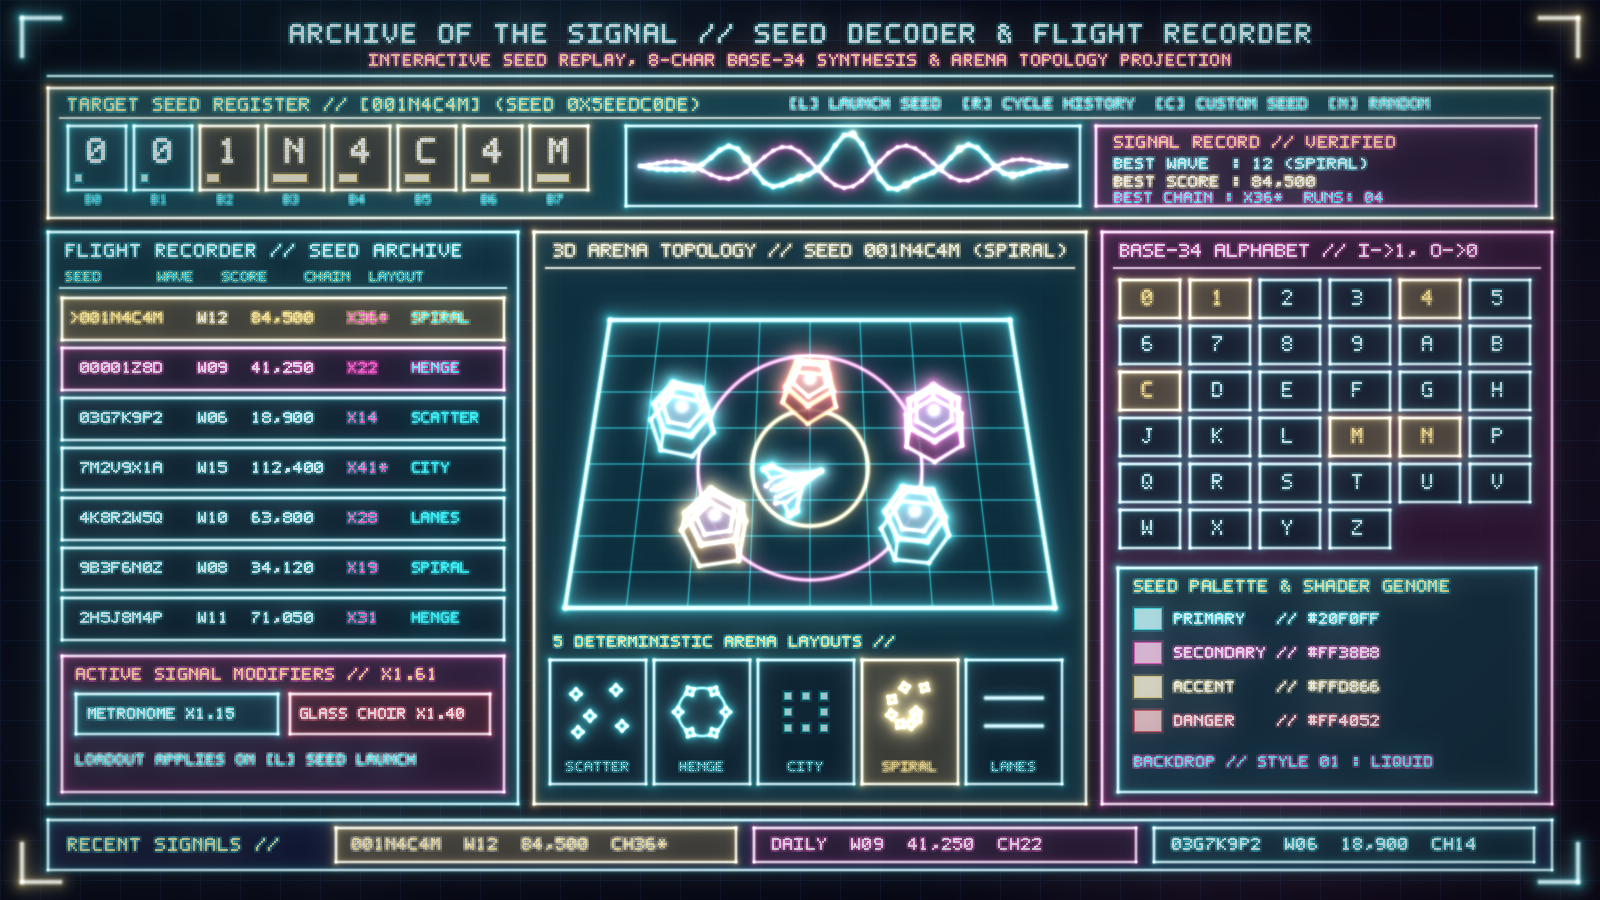 ARCHIVE OF THE SIGNAL // SEED DECODER & FLIGHT RECORDER
INTERACTIVE SEED REPLAY, 8-CHAR BASE-34 SYNTHESIS & ARENA TOPOLOGY PROJECTION
TARGET SEED REGISTER // [001N4C4M] (SEED 0X5EEDC0DE)
[L] LAUNCH SEED [R] CYCLE HISTORY [C] CUSTOM SEED [N] RANDOM
0 0 1 N 4 C 4 M
B0 B1 B2 B3 B4 B5 B6 B7
SIGNAL RECORD // VERIFIED
BEST WAVE : 12 (SPIRAL)
BEST SCORE : 84,500
BEST CHAIN : X36* RUNS: 04
FLIGHT RECORDER // SEED ARCHIVE
SEED WAVE SCORE CHAIN LAYOUT
>001N4C4M W12 84,500 X36* SPIRAL
00001Z8D W09 41,250 X22 HENGE
03G7K9P2 W06 18,900 X14 SCATTER
7M2V9X1A W15 112,400 X41* CITY
4K8R2W5Q W10 63,800 X28 LANES
9B3F6N0Z W08 34,120 X19 SPIRAL
2H5J8M4P W11 71,050 X31 HENGE
ACTIVE SIGNAL MODIFIERS // X1.61
METRONOME X1.15
GLASS CHOIR X1.40
LOADOUT APPLIES ON [L] SEED LAUNCH
3D ARENA TOPOLOGY // SEED 001N4C4M (SPIRAL)
5 DETERMINISTIC ARENA LAYOUTS //
SCATTER HENGE CITY SPIRAL LANES
BASE-34 ALPHABET // I->1, O->0
0 1 2 3 4 5
6 7 8 9 A B
C D E F G H
J K L M N P
Q R S T U V
W X Y Z
SEED PALETTE & SHADER GENOME
PRIMARY // #20F0FF
SECONDARY // #FF38B8
ACCENT // #FFD866
DANGER // #FF4052
BACKDROP // STYLE 01 : LIQUID
RECENT SIGNALS //
001N4C4M W12 84,500 CH36*
DAILY W09 41,250 CH22
03G7K9P2 W06 18,900 CH14